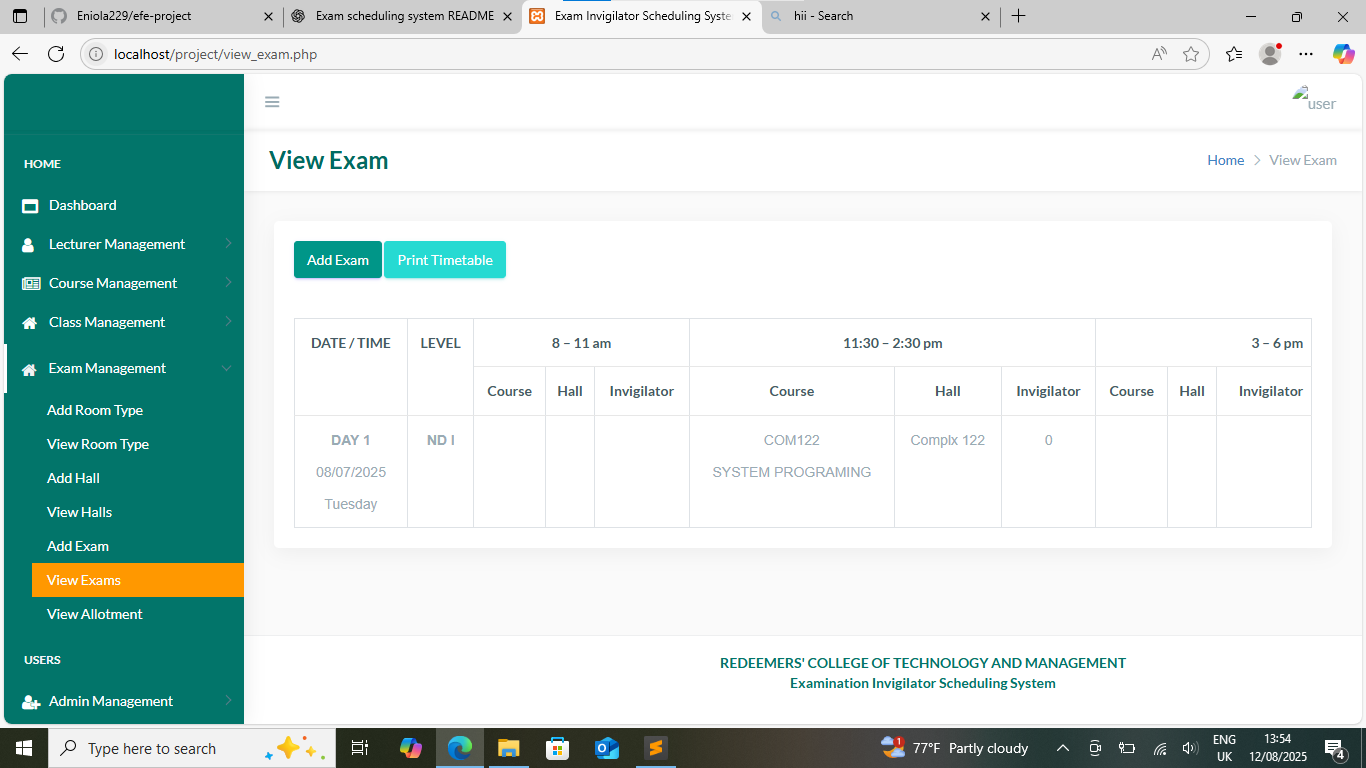 Eniola229/efe-project
Exam scheduling system README
Exam Invigilator Scheduling Syste
hii - Search
localhost/project/view_exam.php
user
View Exam
Home
View Exam
HOME
Dashboard
Lecturer Management
Course Management
Class Management
Exam Management
Add Room Type
View Room Type
Add Hall
View Halls
Add Exam
View Exams
View Allotment
USERS
Admin Management
Add Exam
Print Timetable
DATE / TIME
LEVEL
8 – 11 am
11:30 – 2:30 pm
3 – 6 pm
Course
Hall
Invigilator
Course
Hall
Invigilator
Course
Hall
Invigilator
DAY 1
08/07/2025
Tuesday
ND I
COM122
SYSTEM PROGRAMING
Complx 122
0
REDEEMERS' COLLEGE OF TECHNOLOGY AND MANAGEMENT
Examination Invigilator Scheduling System
Type here to search
1
77°F Partly cloudy
ENG
UK
13:54
12/08/2025
4